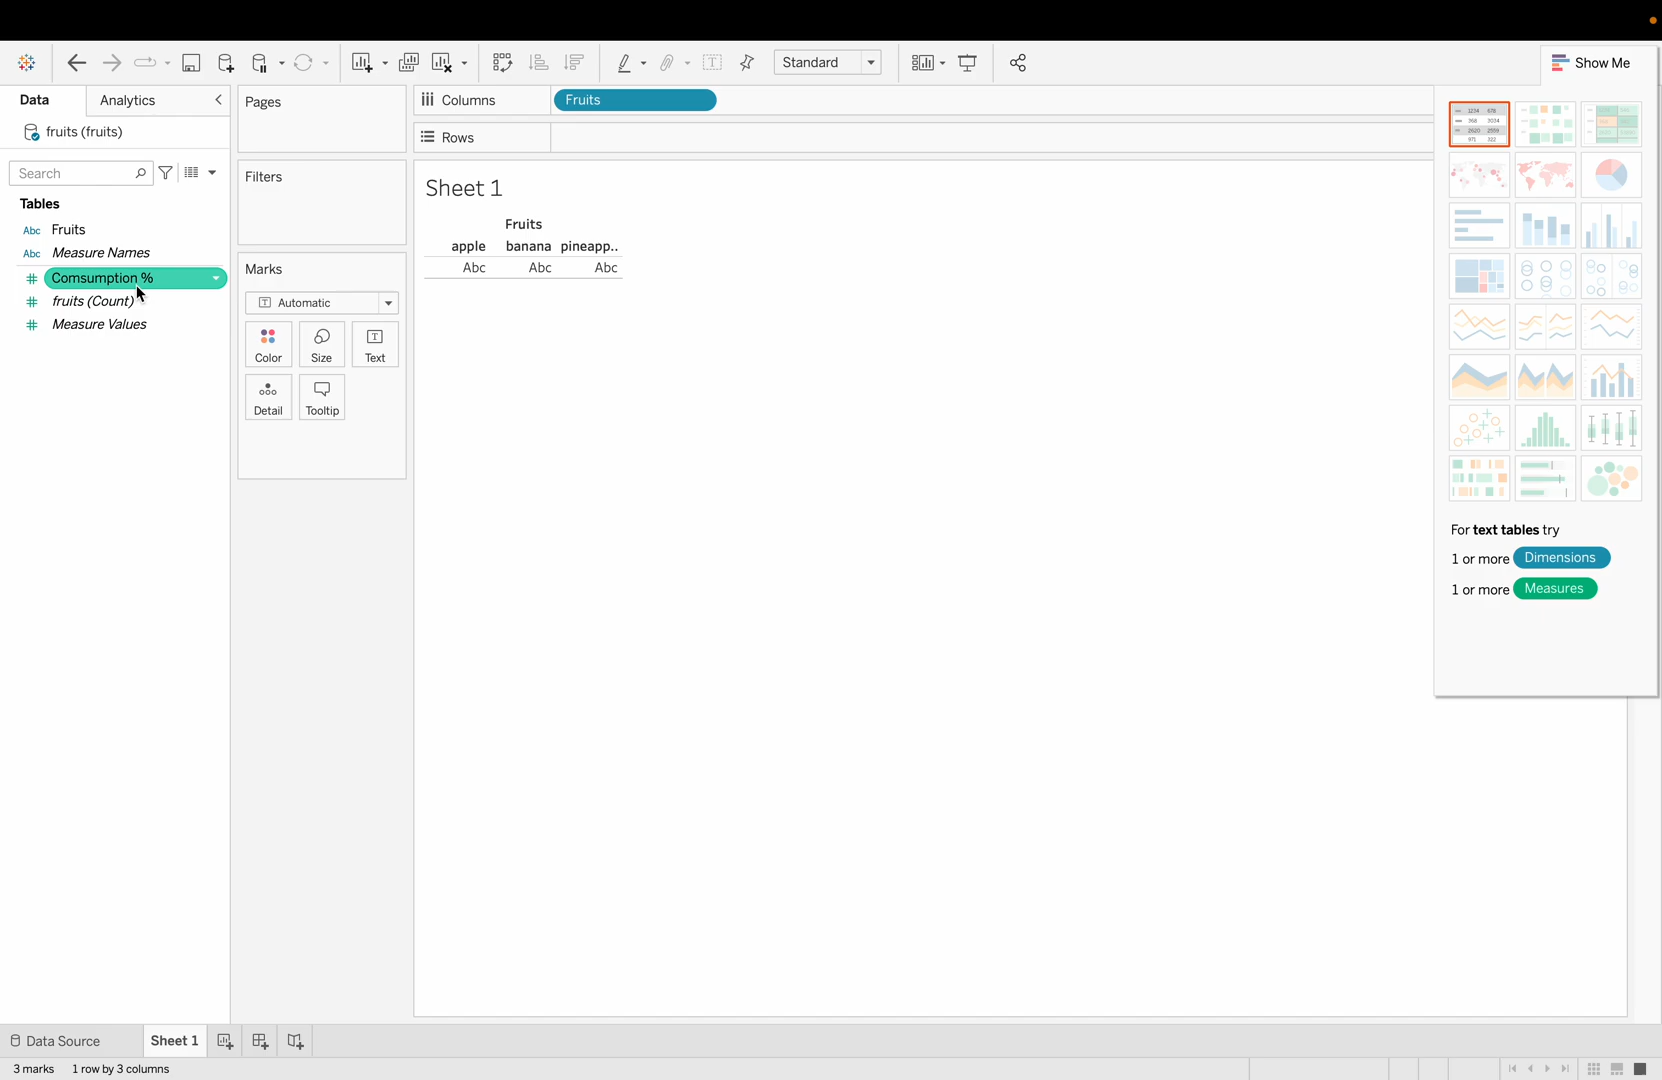 Standard
Show Me
Data
Analytics
Pages
Columns
Fruits
fruits (fruits)
Rows
Search
Filters
Sheet 1
Tables
Fruits
Fruits
Measure Names
apple banana pineapp..
Abc Abc Abc
Abc
Abc
Comsumption %
fruits (Count)
Measure Values
Marks
Automatic
Color Size Text
Detail Tooltip
For text tables try
1 or more Dimensions
1 or more Measures
Data Source
Sheet 1
3 marks 1 row by 3 columns